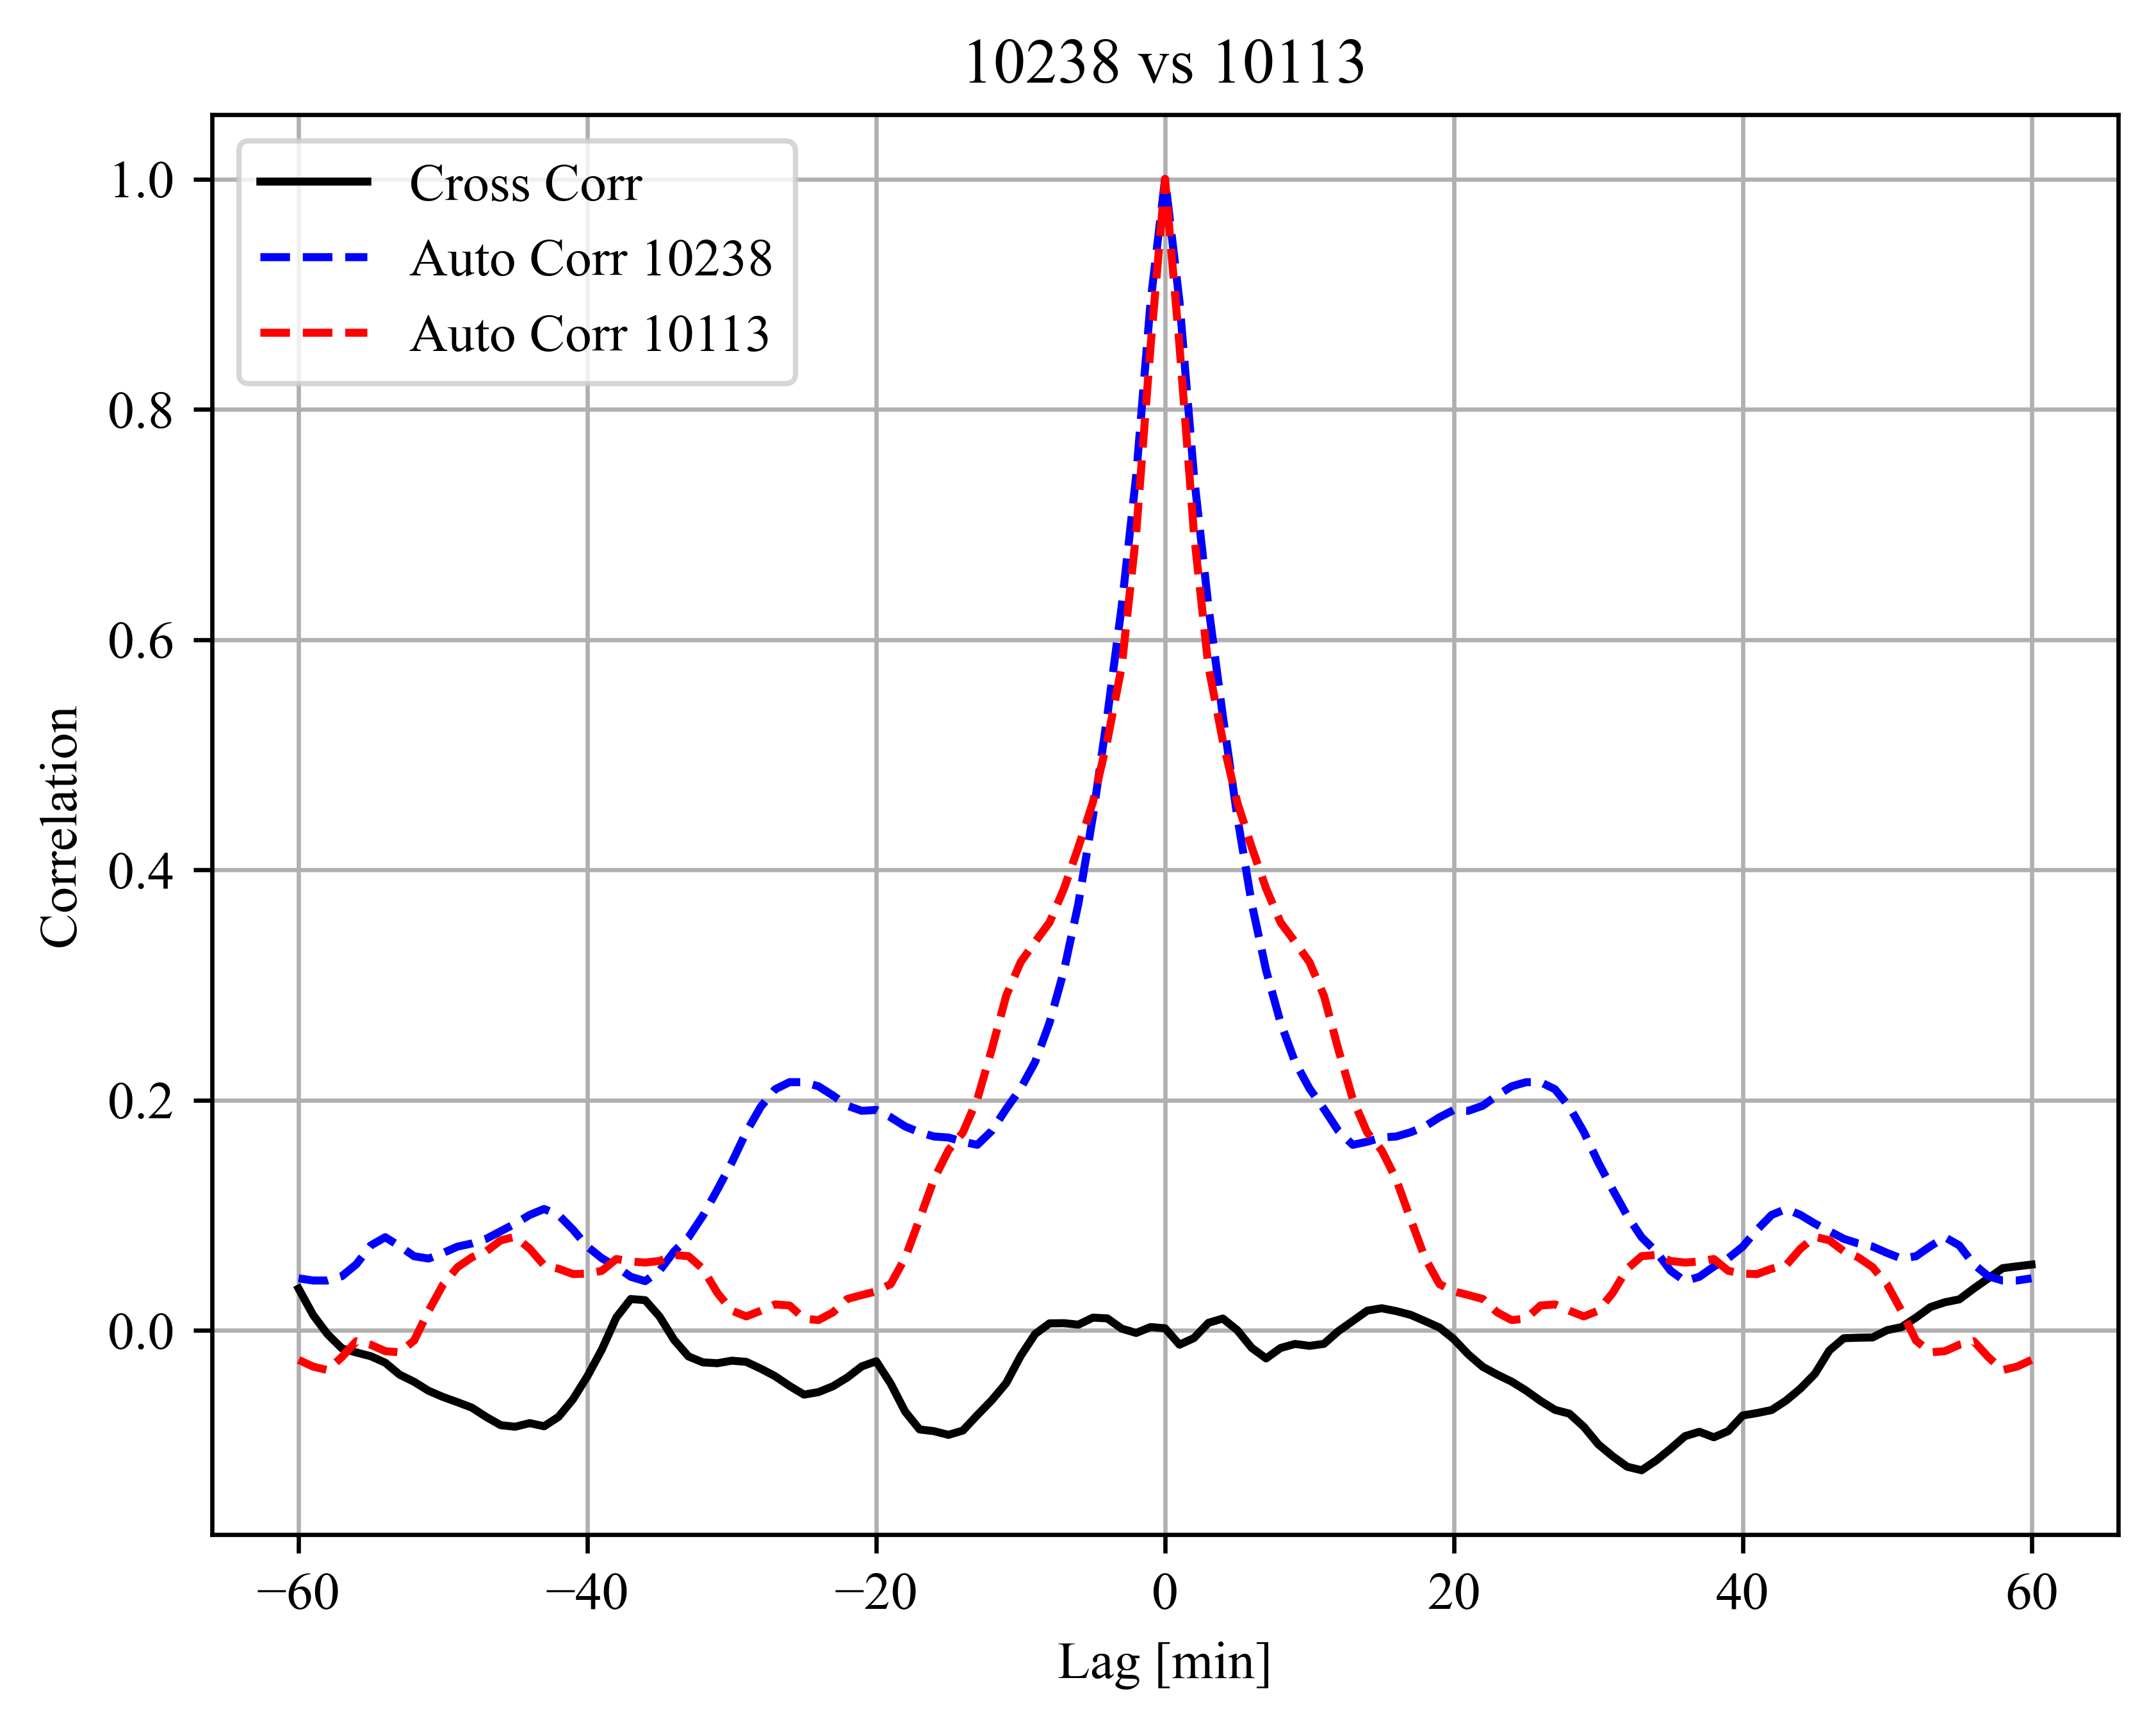 10238 vs 10113
Cross Corr
Auto Corr 10238
Auto Corr 10113
1.0
0.8
0.6
0.4
0.2
0.0
Correlation
−60
−40
−20
0
20
40
60
Lag [min]